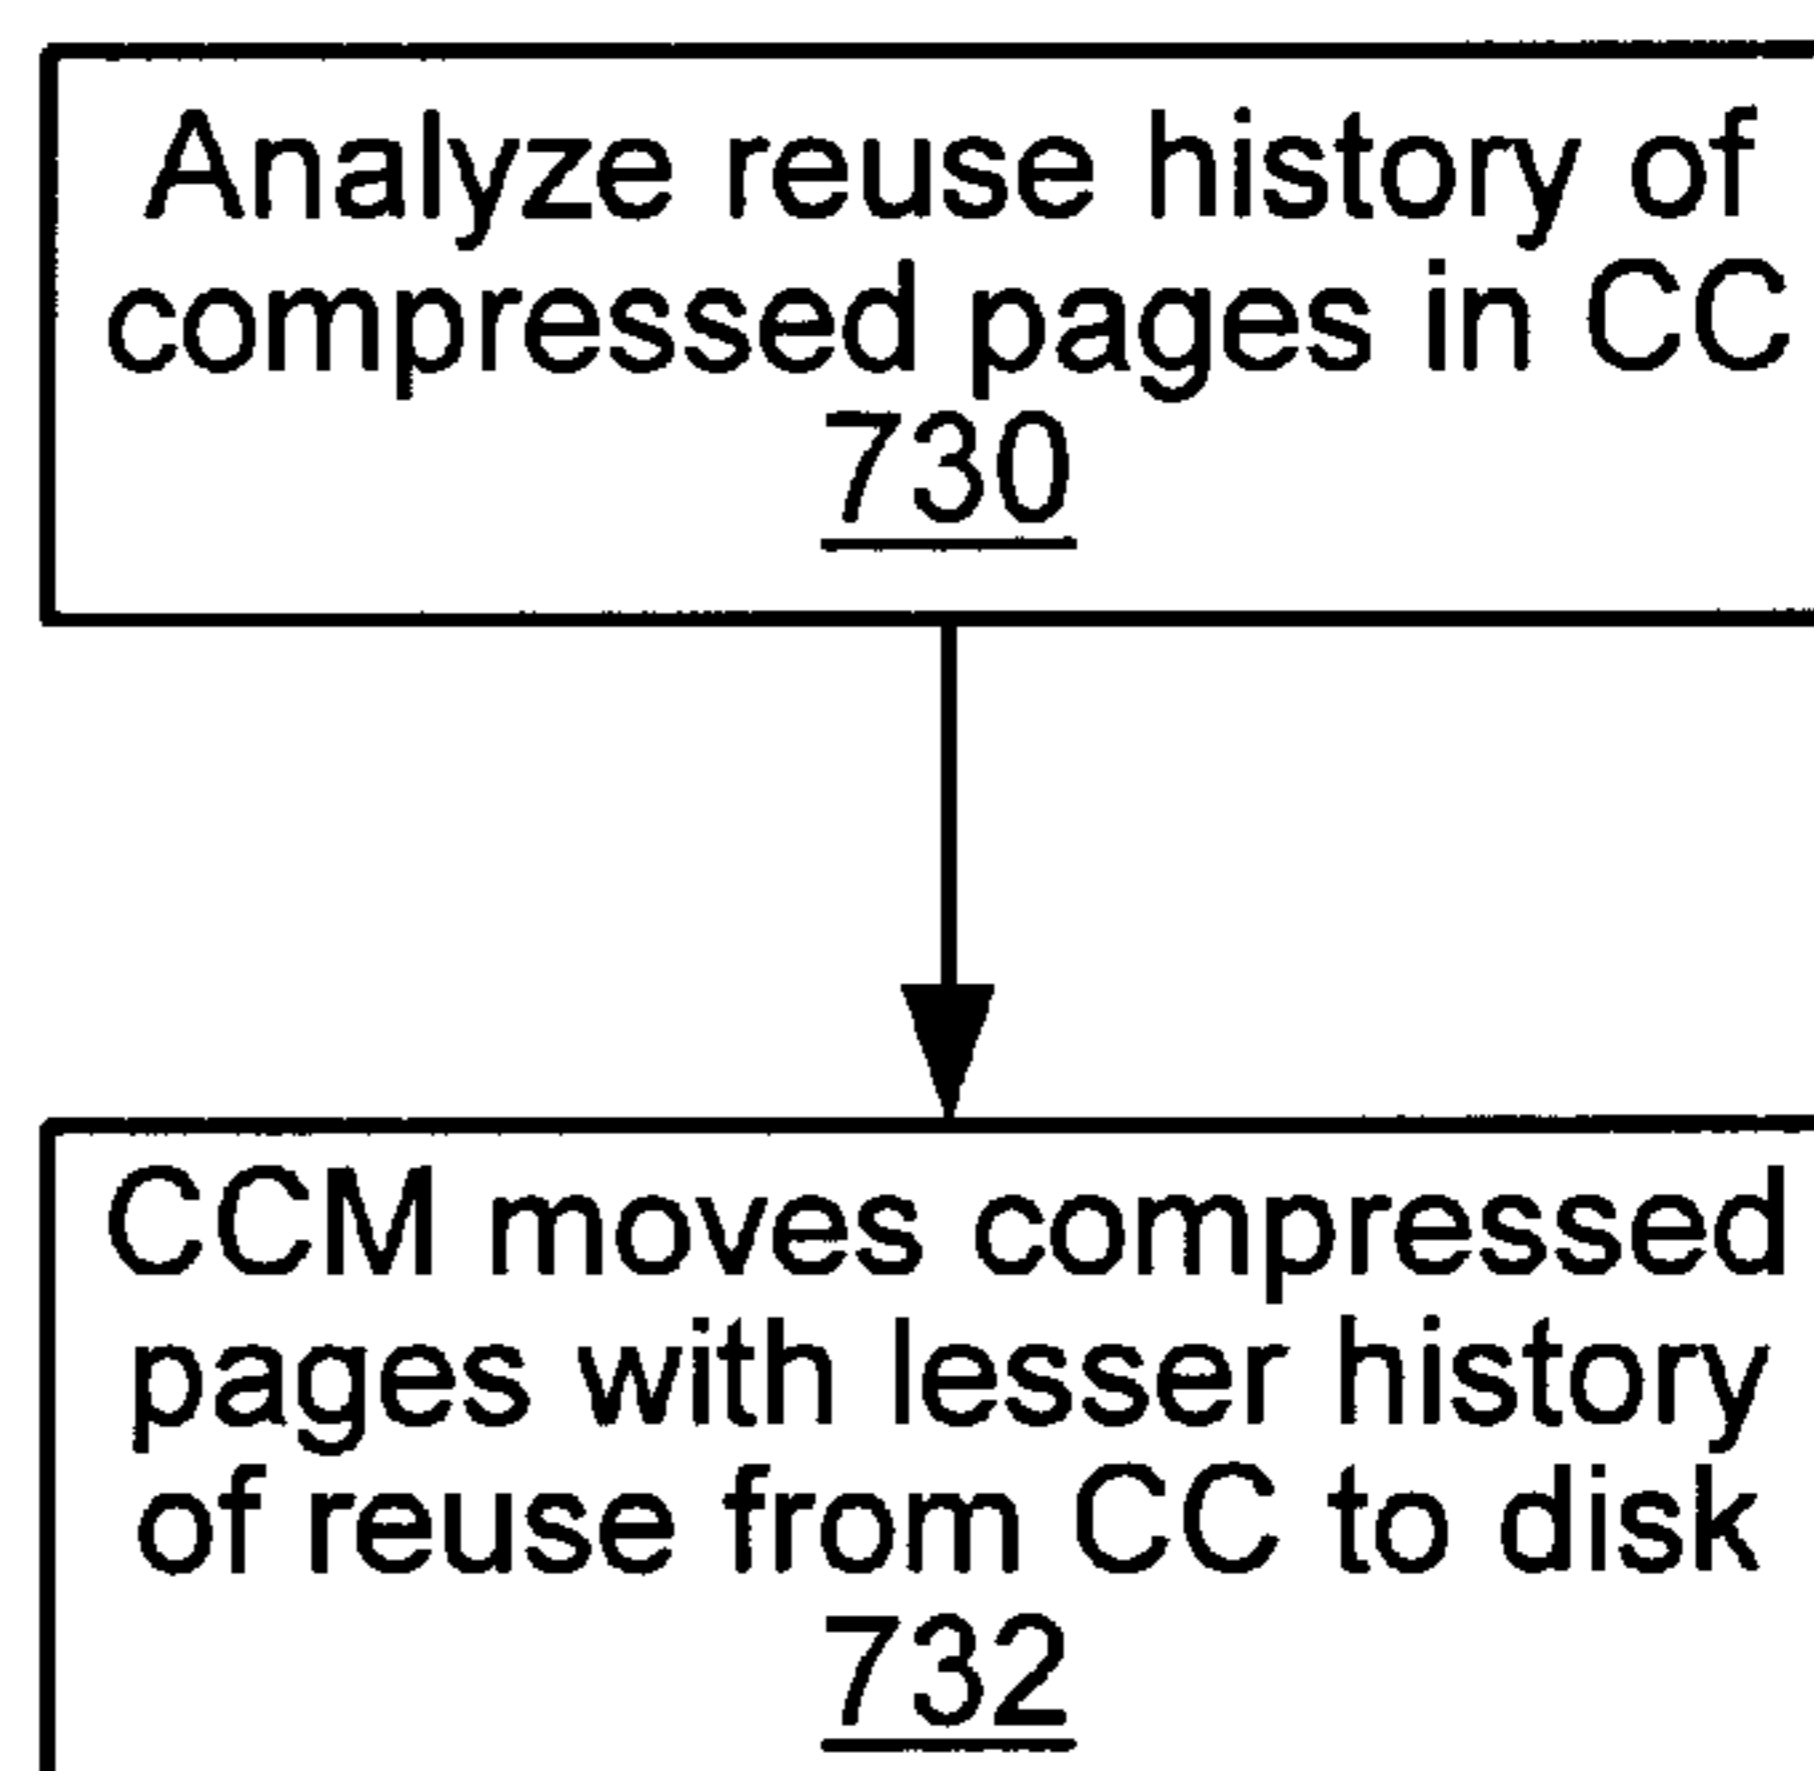 Analyze reuse history of
compressed pages in CC
730
CCM moves compressed
pages with lesser history
of reuse from CC to disk
732